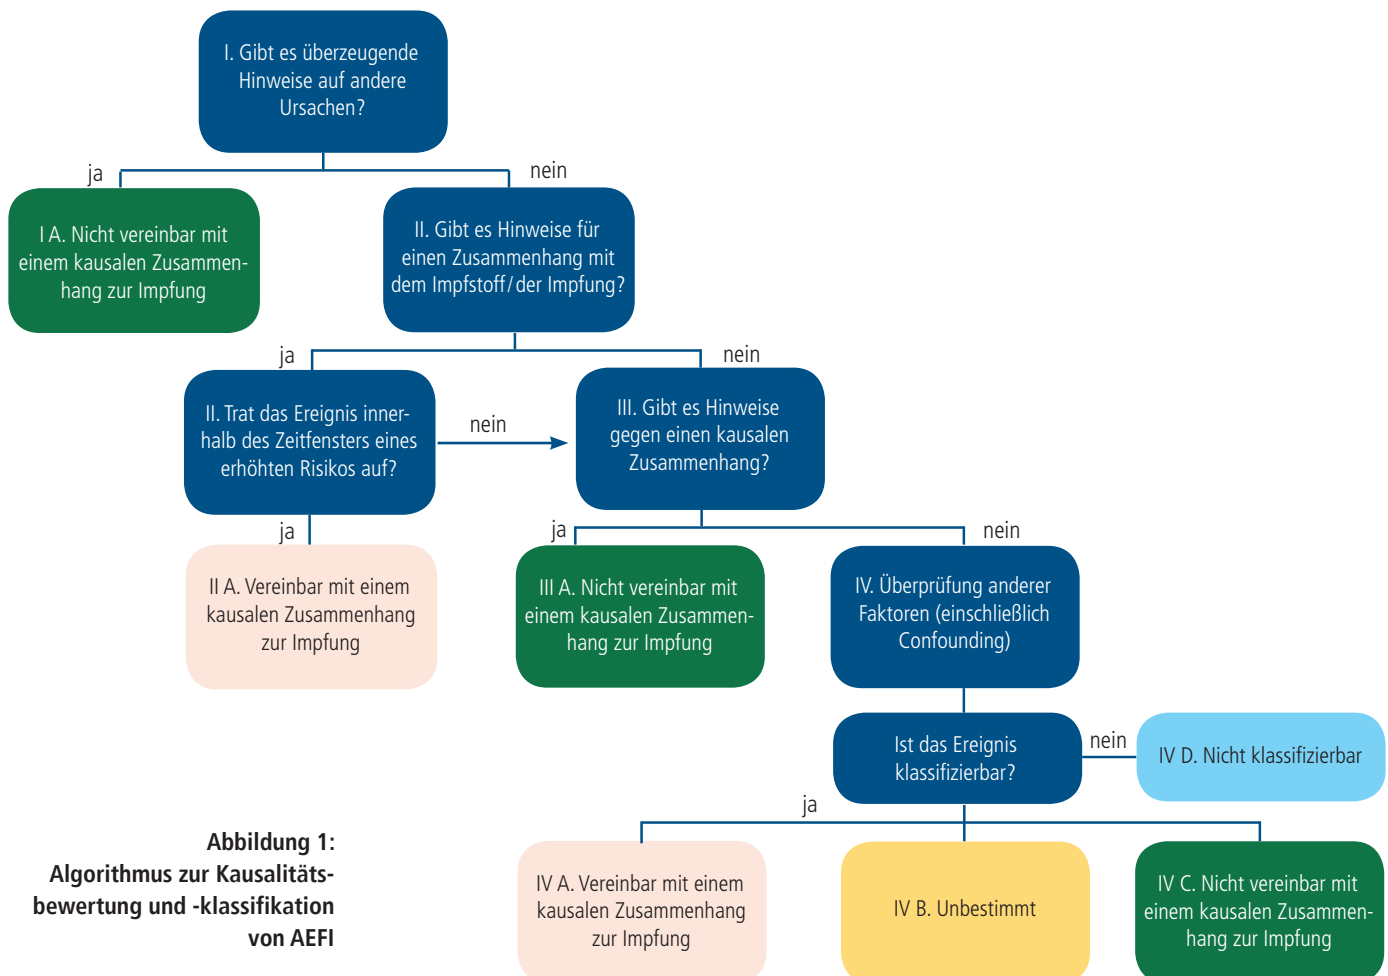 I. Gibt es überzeugende
Hinweise auf andere
Ursachen?
ja
nein
I A. Nicht vereinbar mit
einem kausalen Zusammen-
hang zur Impfung
II. Gibt es Hinweise für
einen Zusammenhang mit
dem Impfstoff/der Impfung?
ja
nein
II. Trat das Ereignis inner-
halb des Zeitfensters eines
erhöhten Risikos auf?
nein
III. Gibt es Hinweise
gegen einen kausalen
Zusammenhang?
ja
ja
nein
II A. Vereinbar mit einem
kausalen Zusammenhang
zur Impfung
III A. Nicht vereinbar mit
einem kausalen Zusammen-
hang zur Impfung
IV. Überprüfung anderer
Faktoren (einschließlich
Confounding)
Ist das Ereignis
klassifizierbar?
nein
IV D. Nicht klassifizierbar
ja
IV A. Vereinbar mit einem
kausalen Zusammenhang
zur Impfung
IV B. Unbestimmt
IV C. Nicht vereinbar mit
einem kausalen Zusammen-
hang zur Impfung
Abbildung 1:
Algorithmus zur Kausalitäts-
bewertung und -klassifikation
von AEFI